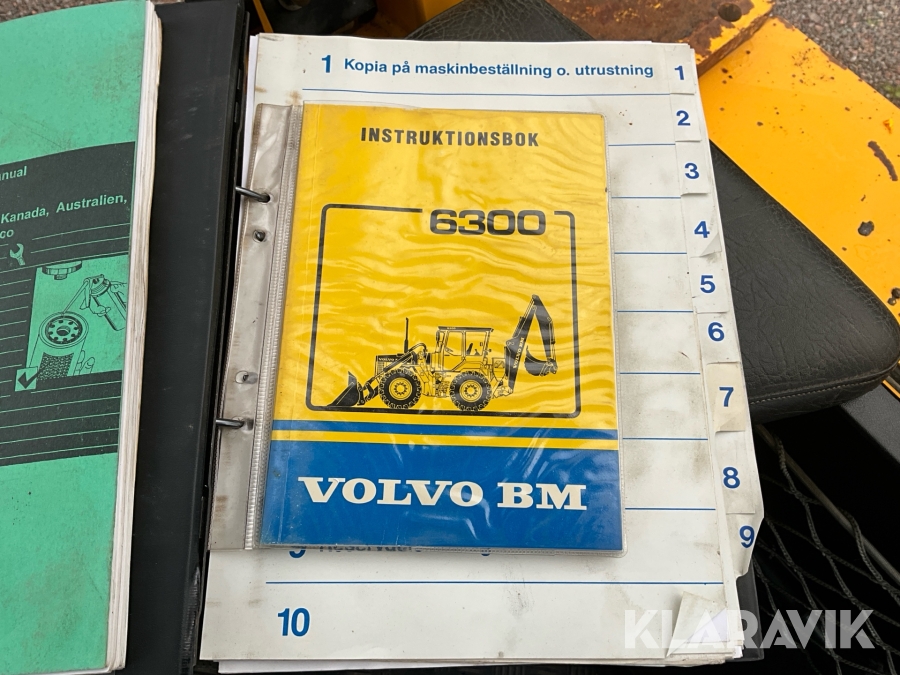 anual
Kanada, Australien,
co
1 Kopia på maskinbeställning o. utrustning 1
2
3
4
5
6
7
8
9
INSTRUKTIONSBOK
6300
VOLVO BM
9
10
KLARAVIK